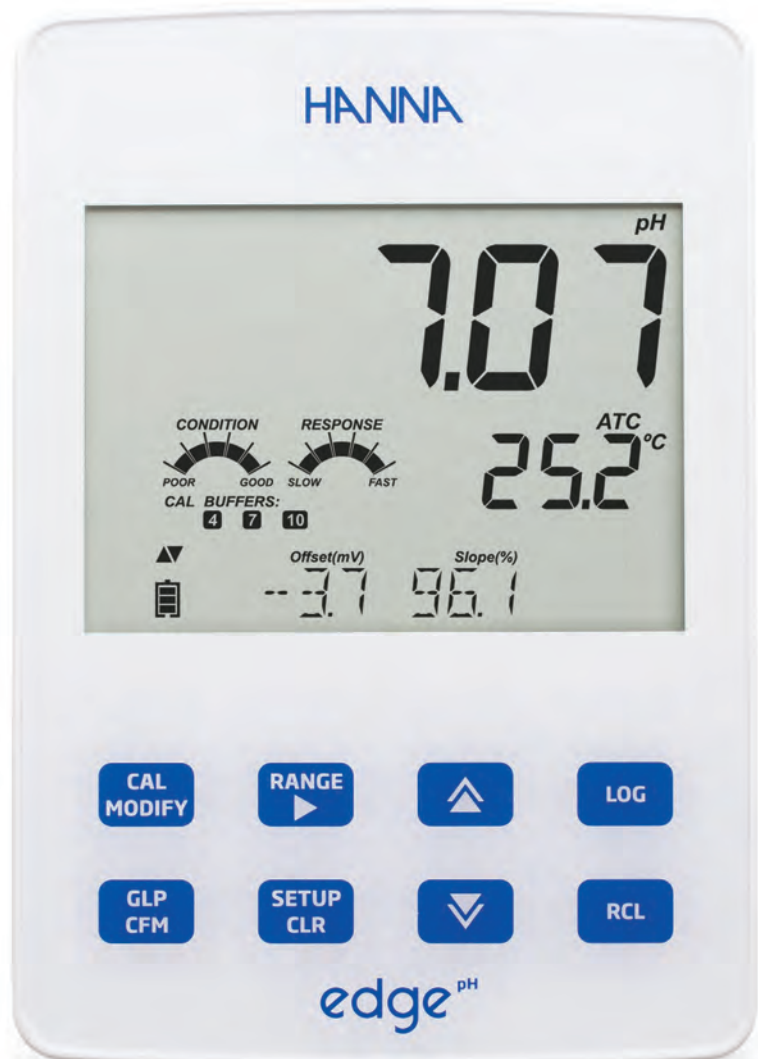 HANNA
pH
7.07
CONDITION RESPONSE
ATC
25.2 °C
POOR GOOD SLOW FAST
CAL BUFFERS:
4 7 10
Offset(mV) Slope(%)
--3.7 96.1
CAL MODIFY
RANGE
LOG
GLP CFM
SETUP CLR
RCL
edge pH